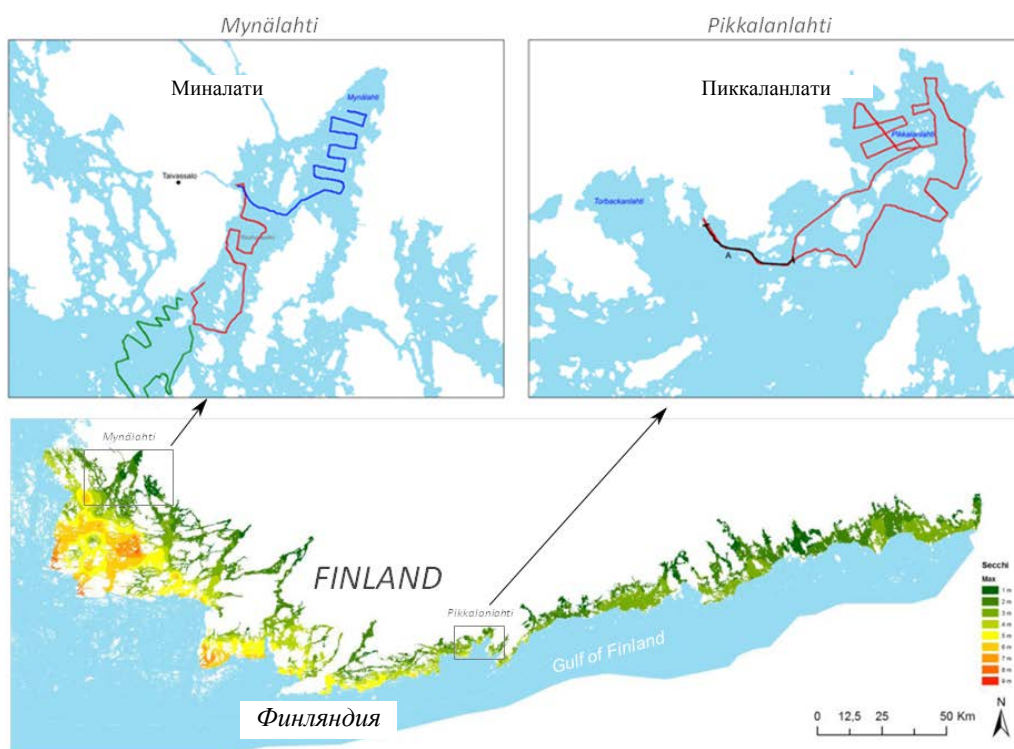 Mynälahti
Pikkalanlahti
Миналати
Пиккаланлати
Mynälahti
Pikkalanlahti
Taivassalo
Torbackanlahti
A
Mynälahti
FINLAND
Pikkalanlahti
Gulf of Finland
Финляндия
Secchi
Max
1 m
2 m
3 m
4 m
5 m
6 m
7 m
8 m
9 m
0 12,5 25 50 Km
N